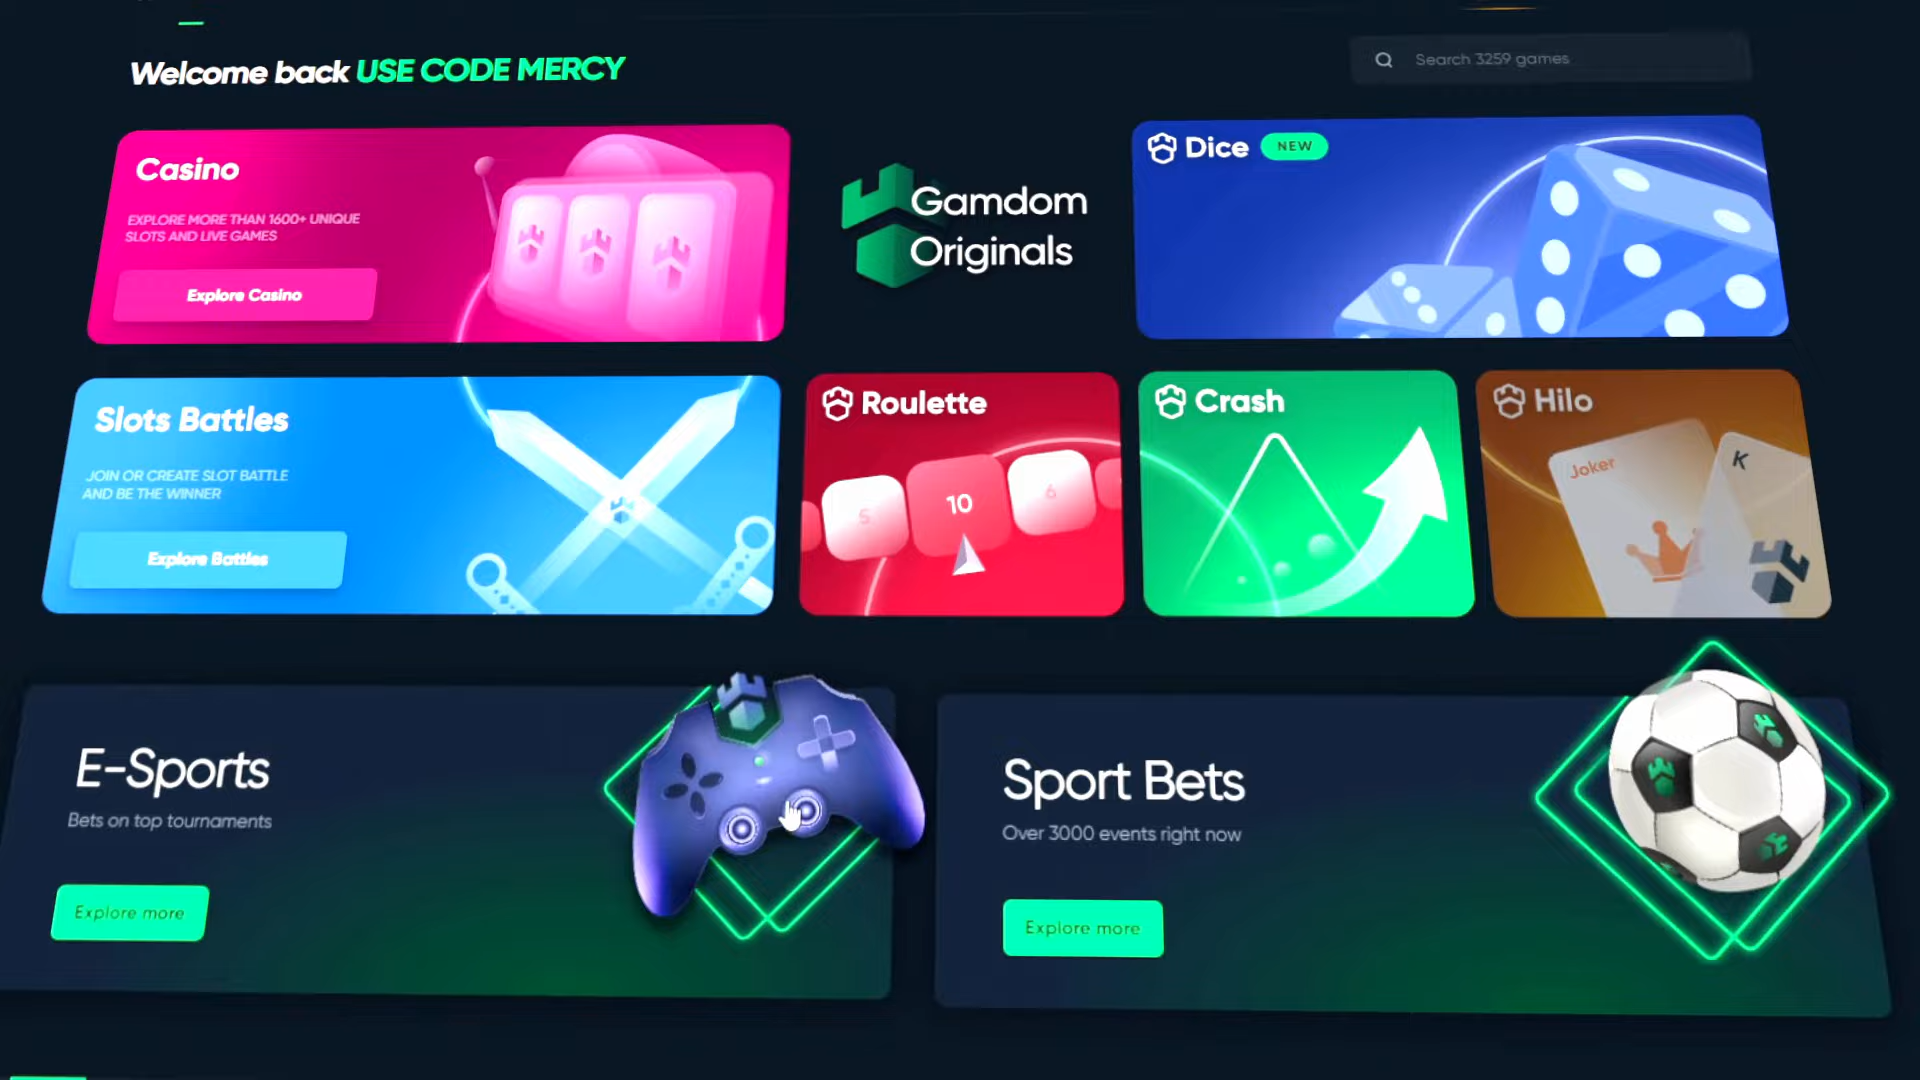 Welcome back USE CODE MERCY
Search 3259 games
Casino
EXPLORE MORE THAN 1600+ UNIQUE
SLOTS AND LIVE GAMES
Explore Casino
Gamdom
Originals
Dice NEW
Slots Battles
JOIN OR CREATE SLOT BATTLE
AND BE THE WINNER
Explore Battles
Roulette
5 10 6
Crash
Hilo
Joker
K
E-Sports
Bets on top tournaments
Explore more
Sport Bets
Over 3000 events right now
Explore more